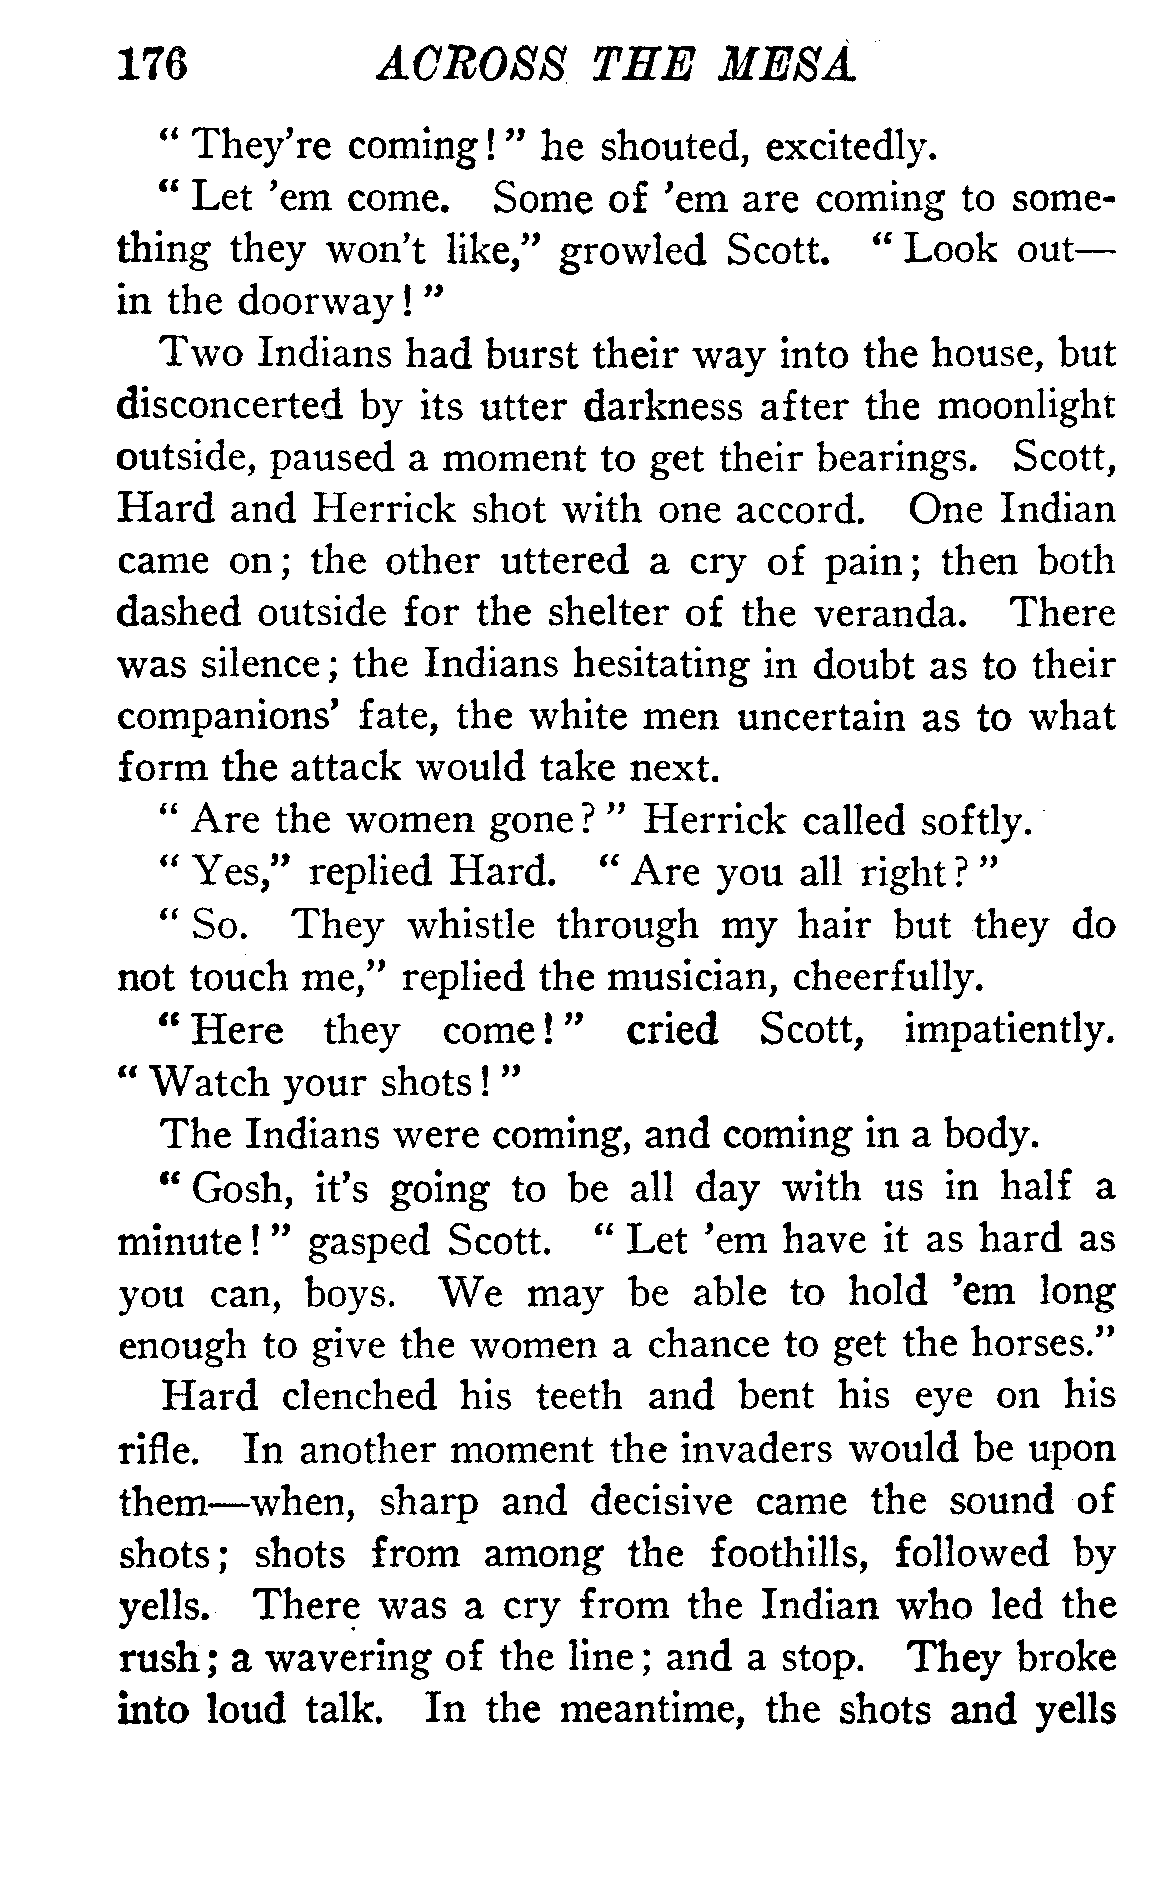 176 ACROSS THE MESA
" They're coming! " he shouted, excitedly.
" Let 'em come. Some of 'em are coming to some-
thing they won't like," growled Scott. " Look out—
in the doorway! "
Two Indians had burst their way into the house, but
disconcerted by its utter darkness after the moonlight
outside, paused a moment to get their bearings. Scott,
Hard and Herrick shot with one accord. One Indian
came on; the other uttered a cry of pain; then both
dashed outside for the shelter of the veranda. There
was silence; the Indians hesitating in doubt as to their
companions' fate, the white men uncertain as to what
form the attack would take next.
" Are the women gone? " Herrick called softly.
" Yes," replied Hard. " Are you all right? "
" So. They whistle through my hair but they do
not touch me," replied the musician, cheerfully.
" Here they come! " cried Scott, impatiently.
" Watch your shots! "
The Indians were coming, and coming in a body.
" Gosh, it's going to be all day with us in half a
minute! " gasped Scott. " Let 'em have it as hard as
you can, boys. We may be able to hold 'em long
enough to give the women a chance to get the horses."
Hard clenched his teeth and bent his eye on his
rifle. In another moment the invaders would be upon
them—when, sharp and decisive came the sound of
shots; shots from among the foothills, followed by
yells. There was a cry from the Indian who led the
rush; a wavering of the line; and a stop. They broke
into loud talk. In the meantime, the shots and yells